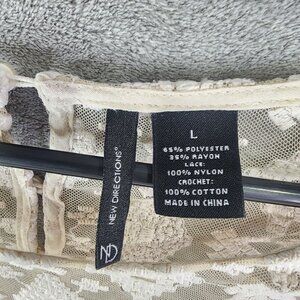 NEW DIRECTIONS®
ND
L
65% POLYESTER
35% RAYON
LACE:
100% NYLON
CROCHET:
100% COTTON
MADE IN CHINA